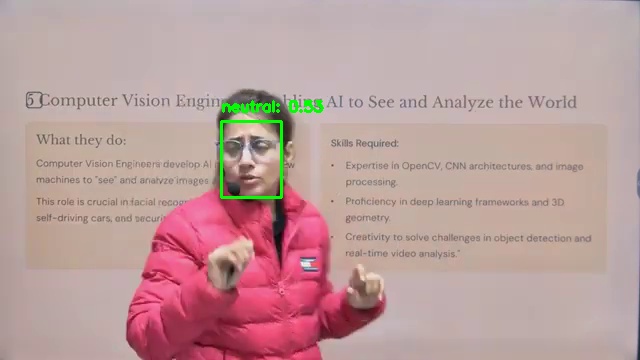 5 Computer Vision Engin AI to See and Analyze the World
neutral: 0.55
What they do:
Computer Vision Engineers develop AI
machines to "see" and analyze images
This role is crucial in facial
self-driving cars, and
Skills Required:
• Expertise in OpenCV, CNN architectures, and image
processing.
• Proficiency in deep learning frameworks and 3D
geometry.
• Creativity to solve challenges in object detection and
real-time video analysis."